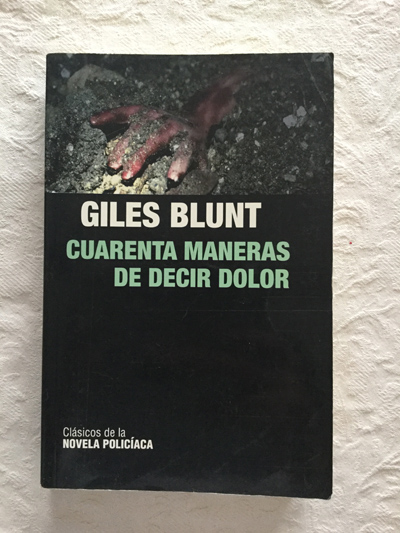 GILES BLUNT
CUARENTA MANERAS
DE DECIR DOLOR
Clásicos de la
NOVELA POLICÍACA